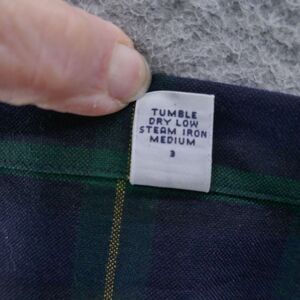 TUMBLE
DRY LOW
STEAM IRON
MEDIUM
3